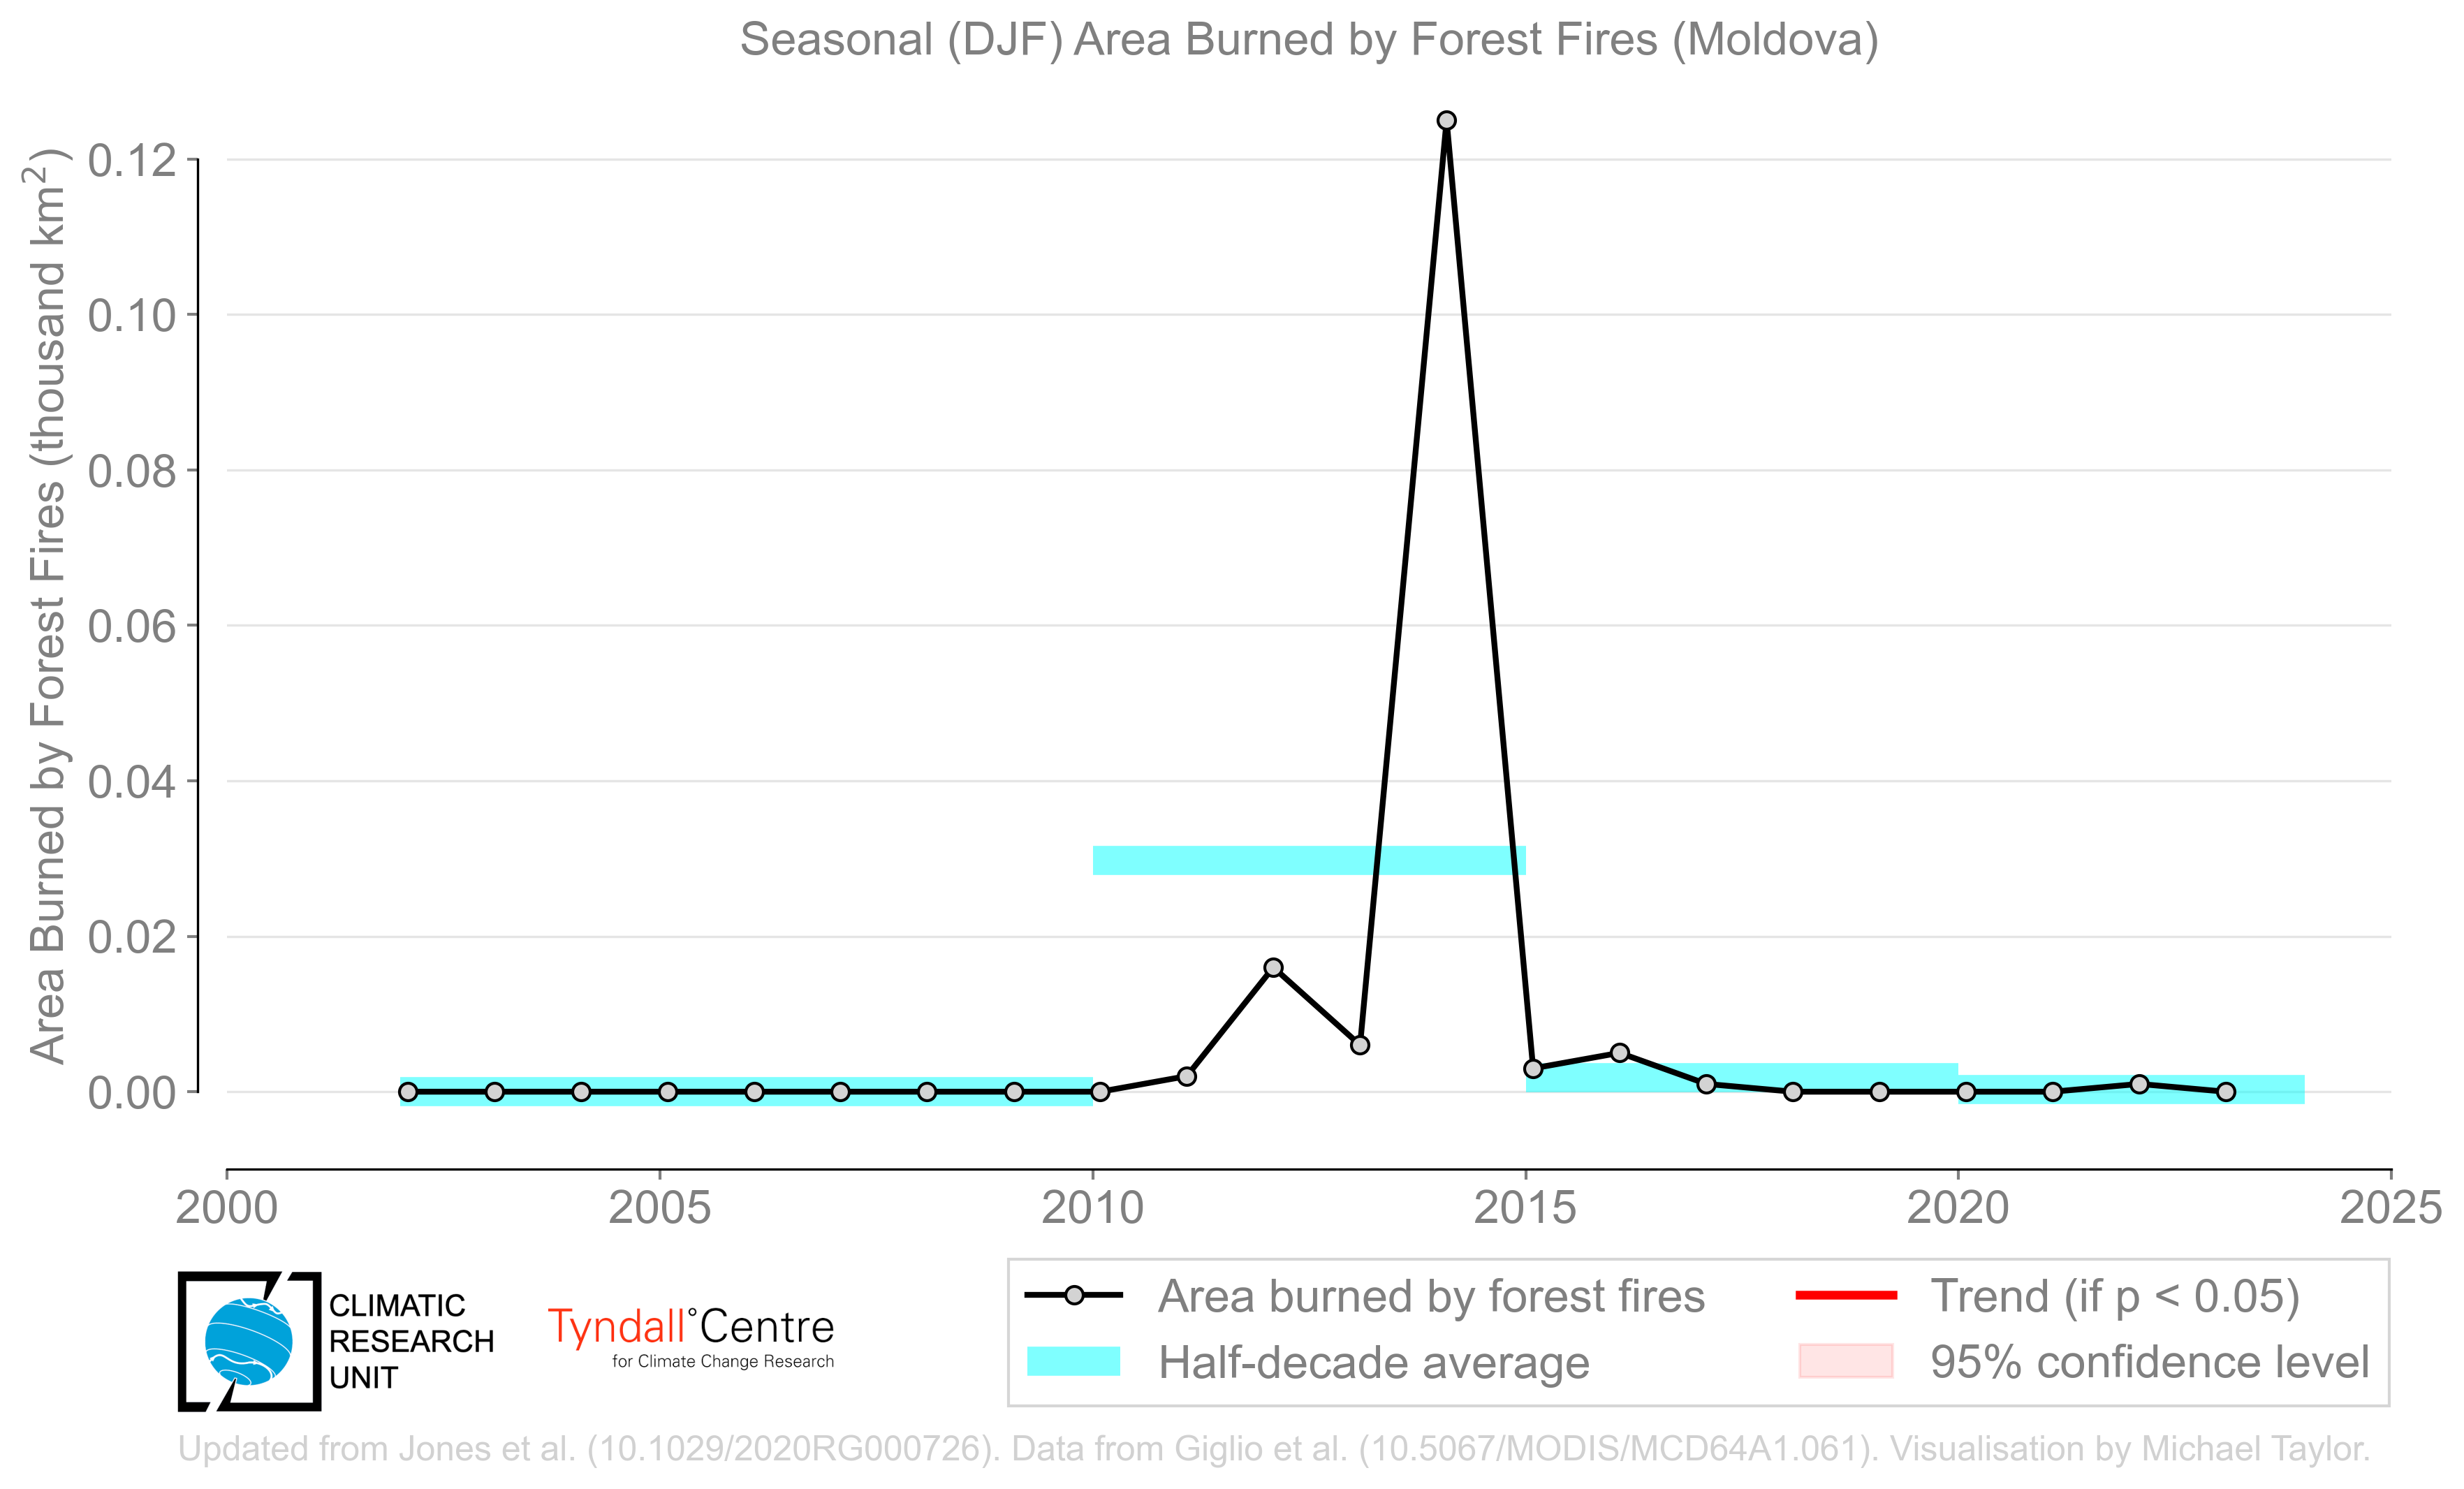 Seasonal (DJF) Area Burned by Forest Fires (Moldova)
Area Burned by Forest Fires (thousand km²)
0.12
0.10
0.08
0.06
0.04
0.02
0.00
2000 2005 2010 2015 2020 2025
CLIMATIC
RESEARCH
UNIT
Tyndall°Centre
for Climate Change Research
Area burned by forest fires
Half-decade average
Trend (if p < 0.05)
95% confidence level
Updated from Jones et al. (10.1029/2020RG000726). Data from Giglio et al. (10.5067/MODIS/MCD64A1.061). Visualisation by Michael Taylor.